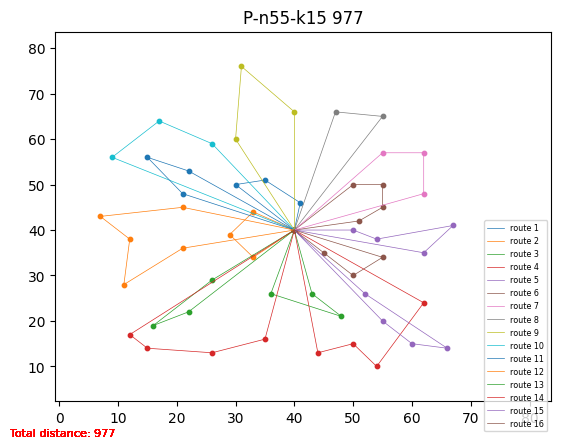 P-n55-k15 977
80
70
60
50
40
30
20
10
0 10 20 30 40 50 60 70 80
route 1
route 2
route 3
route 4
route 5
route 6
route 7
route 8
route 9
route 10
route 11
route 12
route 13
route 14
route 15
route 16
Total distance: 977